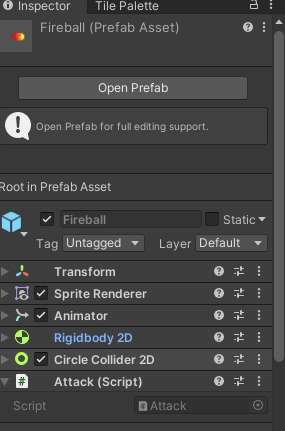 Inspector Tile Palette
Fireball (Prefab Asset)
Open Prefab
Open Prefab for full editing support.
Root in Prefab Asset
Fireball Static
Tag Untagged Layer Default
Transform
Sprite Renderer
Animator
Rigidbody 2D
Circle Collider 2D
Attack (Script)
Script Attack